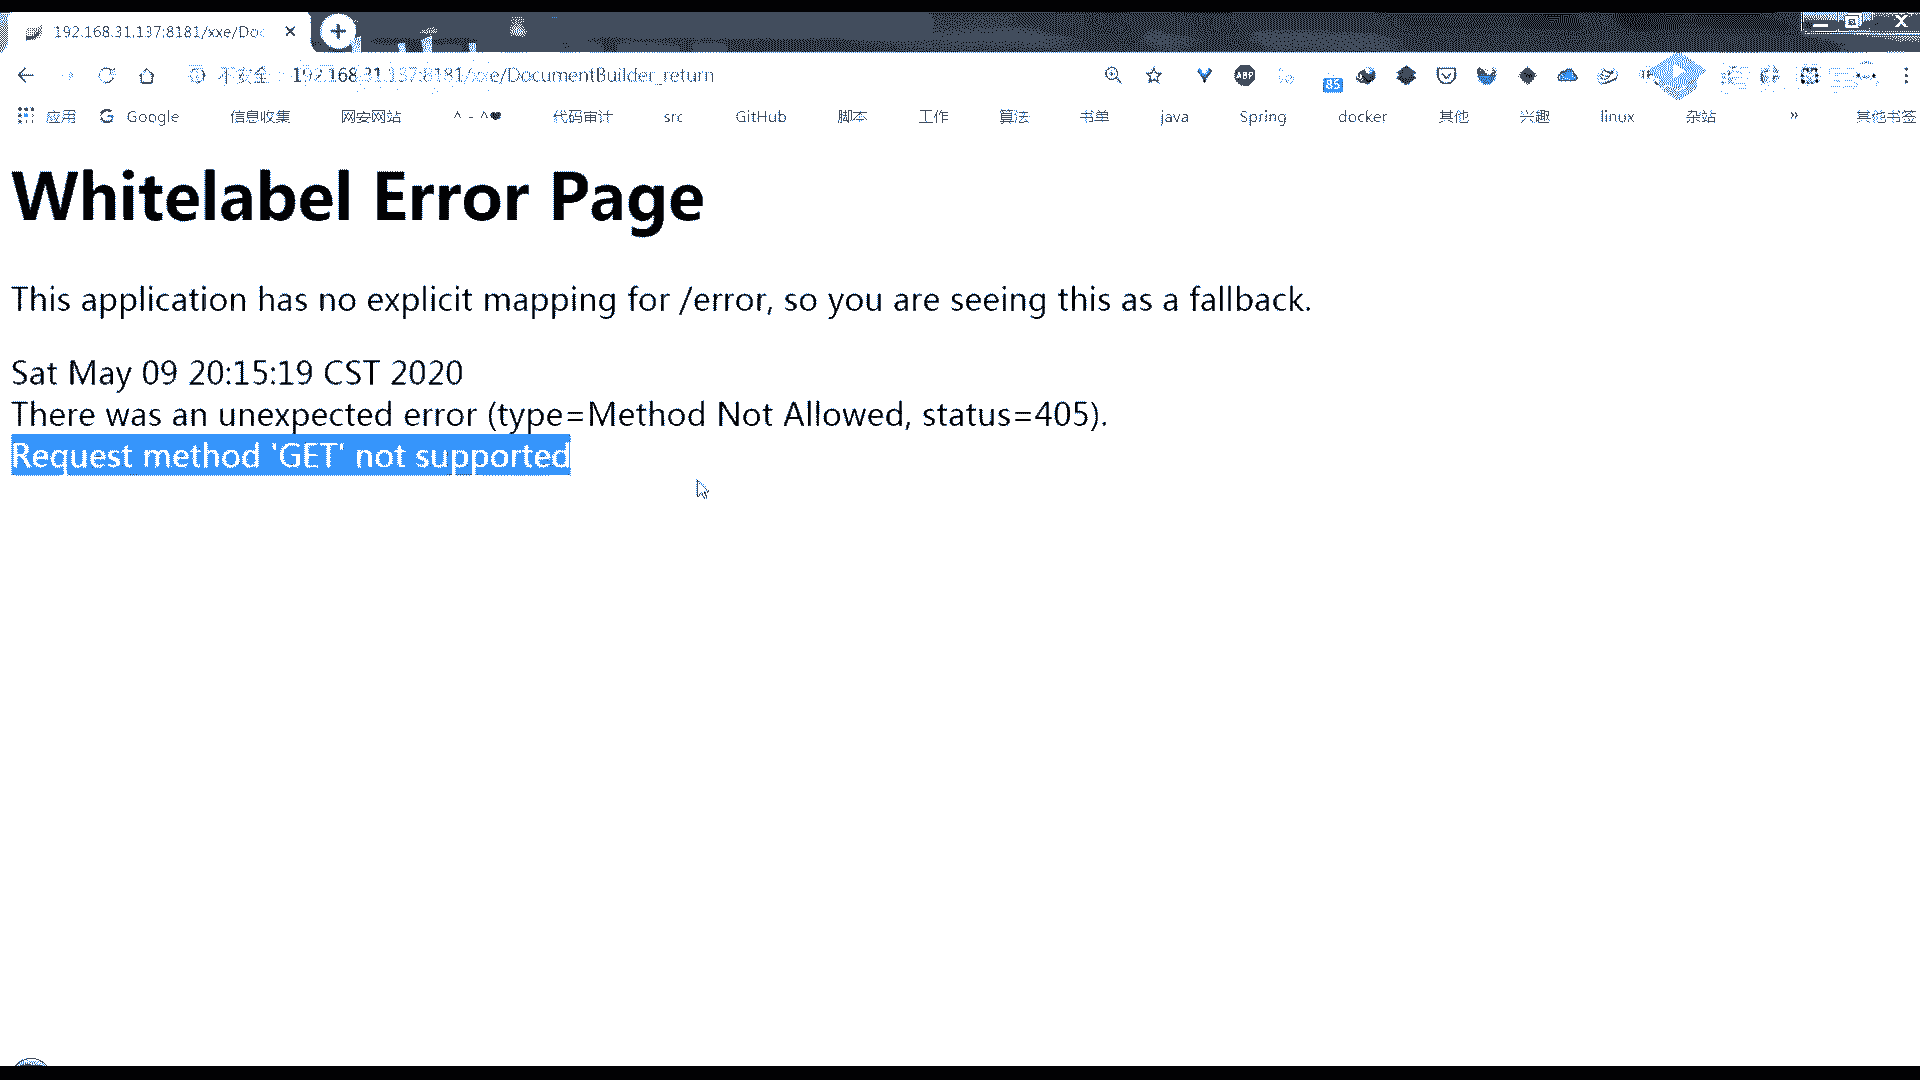 192.168.31.137:8181/xxe/Doc
不安全
192.168.31.137:8181/xxe/DocumentBuilder_return
ABP
85
应用
Google
信息收集
网安网站
^ - ^❤
代码审计
src
GitHub
脚本
工作
算法
书单
java
Spring
docker
其他
兴趣
linux
杂站
»
其他书签
Whitelabel Error Page
This application has no explicit mapping for /error, so you are seeing this as a fallback.
Sat May 09 20:15:19 CST 2020
There was an unexpected error (type=Method Not Allowed, status=405).
Request method 'GET' not supported